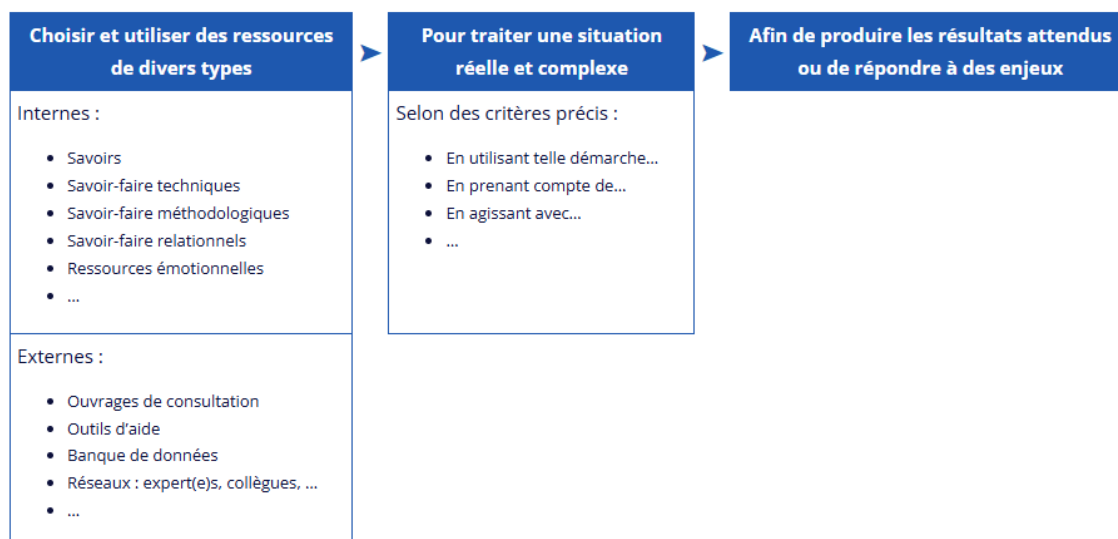 Choisir et utiliser des ressources
de divers types
Pour traiter une situation
réelle et complexe
Afin de produire les résultats attendus
ou de répondre à des enjeux
Internes :
Savoirs
Savoir-faire techniques
Savoir-faire méthodologiques
Savoir-faire relationnels
Ressources émotionnelles
...
Selon des critères précis :
En utilisant telle démarche...
En prenant compte de...
En agissant avec...
...
Externes :
Ouvrages de consultation
Outils d'aide
Banque de données
Réseaux : expert(e)s, collègues, ...
...